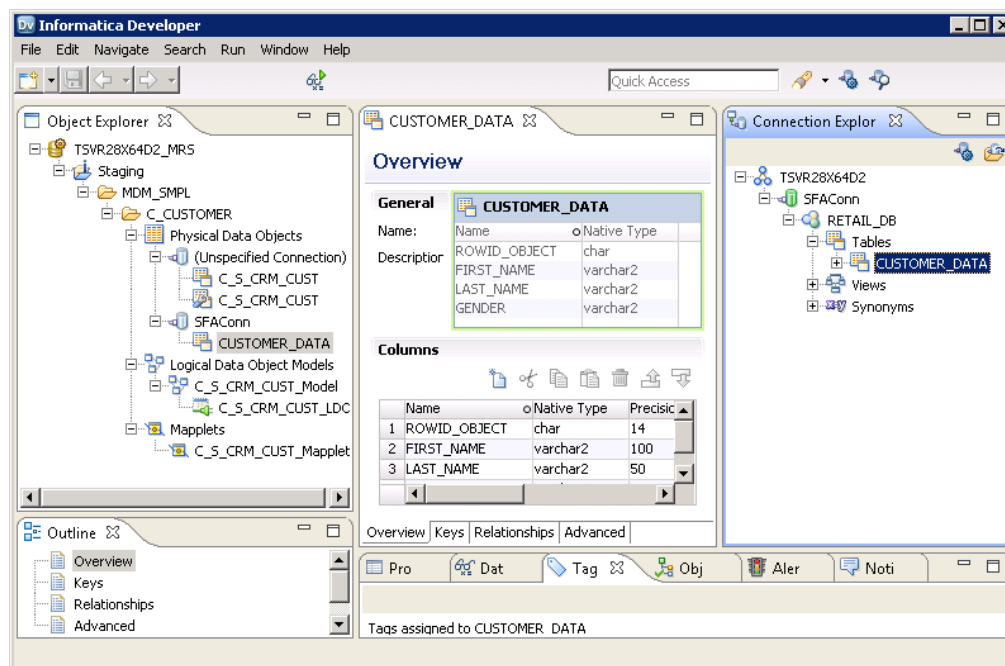 Informatica Developer
File Edit Navigate Search Run Window Help
Quick Access
Object Explorer
TSVR28X64D2_MRS
Staging
MDM_SMPL
C_CUSTOMER
Physical Data Objects
(Unspecified Connection)
C_S_CRM_CUST
C_S_CRM_CUST
SFAConn
CUSTOMER_DATA
Logical Data Object Models
C_S_CRM_CUST_Model
C_S_CRM_CUST_LDC
Mapplets
C_S_CRM_CUST_Mapplet
Outline
Overview
Keys
Relationships
Advanced
CUSTOMER_DATA
Overview
General
Name:
Description
CUSTOMER_DATA
Name Native Type
ROWID_OBJECT char
FIRST_NAME varchar2
LAST_NAME varchar2
GENDER varchar2
Columns
Name Native Type Precisic
1 ROWID_OBJECT char 14
2 FIRST_NAME varchar2 100
3 LAST_NAME varchar2 50
Overview Keys Relationships Advanced
Connection Explor
TSVR28X64D2
SFAConn
RETAIL_DB
Tables
CUSTOMER_DATA
Views
Synonyms
Pro Dat Tag Obj Aler Noti
Tags assigned to CUSTOMER_DATA